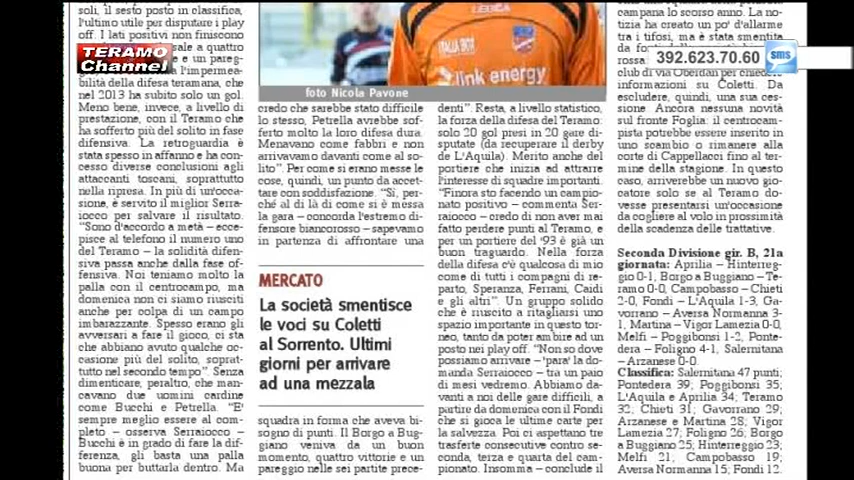 TERAMO
Channel
392.623.70.60
sms
soli, il sesto posto in classifica,
l'ultimo utile per disputare i play
off. I lati positivi non finiscono
sale a quattro
e e un pareg-
l'impermea-
bilità della difesa teramana, che
nel 2013 ha subito solo un gol.
Meno bene, invece, a livello di
prestazione, con il Teramo che
ha sofferto più del solito in fase
difensiva. La retroguardia è
stata spesso in affanno e ha con-
cesso diverse conclusioni agli
attaccanti toscani, soprattutto
nella ripresa. In più di un'occa-
sione, è servito il miglior Serra-
iocco per salvare il risultato.
“Sono d'accordo a metà – ecce-
pisce al telefono il numero uno
del Teramo – la solidità difen-
siva passa anche dalla fase of-
fensiva. Noi teniamo molto la
palla con il centrocampo, ma
domenica non ci siamo riusciti
anche per colpa di un campo
imbarazzante. Spesso erano gli
avversari a fare il gioco, ci sta
che abbiano avuto qualche oc-
casione più del solito, soprat-
tutto nel secondo tempo”. Senza
dimenticare, peraltro, che man-
cavano due uomini cardine
come Bucchi e Petrella. “E'
sempre meglio essere al com-
pleto – osserva Serraiocco –
Bucchi è in grado di fare la dif-
ferenza, gli basta una palla
buona per buttarla dentro. Ma
LEGEA
ITALIA BOX
link energy
foto Nicola Pavone
credo che sarebbe stato difficile
lo stesso, Petrella avrebbe sof-
ferto molto la loro difesa dura.
Menavano come fabbri e non
arrivavamo davanti come al so-
lito”. Per come si erano messe le
cose, quindi, un punto da accet-
tare con soddisfazione. “Sì, per-
ché al di là di come si è messa
la gara – concorda l'estremo di-
fensore biancorosso – sapevamo
in partenza di affrontare una
MERCATO
La società smentisce
le voci su Coletti
al Sorrento. Ultimi
giorni per arrivare
ad una mezzala
squadra in forma che aveva bi-
sogno di punti. Il Borgo a Bug-
giano veniva da un buon
momento, quattro vittorie e un
pareggio nelle sei partite prece-
denti”. Resta, a livello statistico,
la forza della difesa del Teramo:
solo 20 gol presi in 20 gare di-
sputate (da recuperare il derby
de L'Aquila). Merito anche del
portiere che inizia ad attrarre
l'interesse di squadre importanti.
“Finora sto facendo un campio-
nato positivo – commenta Ser-
raiocco – credo di non aver mai
fatto perdere punti al Teramo, e
per un portiere del '93 è già un
buon traguardo. Nella forza
della difesa c'è qualcosa di mio
come di tutti i compagni di re-
parto, Speranza, Ferrani, Caidi
e gli altri”. Un gruppo solido
che è riuscito a ritagliarsi uno
spazio importante in questo tor-
neo, tanto da poter ambire ad un
posto nei play off. “Non so dove
possiamo arrivare – 'para' la do-
manda Serraiocco – tra un paio
di mesi vedremo. Abbiamo da-
vanti a noi delle gare difficili, a
partire da domenica con il Fondi
che si gioca le ultime carte per
la salvezza. Poi ci aspettano tre
trasferte consecutive contro se-
conda, terza e quarta del cam-
pionato. Insomma – conclude il
campana lo scorso anno. La no-
tizia ha creato un po' d'allarme
tra i tifosi, ma è stata smentita
rossa
club di via Oberdan per chiedere
informazioni su Coletti. Da
escludere, quindi, una sua ces-
sione. Ancora nessuna novità
sul fronte Foglia: il centrocam-
pista potrebbe essere inserito in
uno scambio o rimanere alla
corte di Cappellacci fino al ter-
mine della stagione. In questo
caso, arriverebbe un nuovo gio-
catore solo se al Teramo do-
vesse presentarsi un'occasione
da cogliere al volo in prossimità
della scadenza delle trattative.
Seconda Divisione gir. B, 21a
giornata: Aprilia – Hinterreg-
gio 0-1, Borgo a Buggiano – Te-
ramo 0-0, Campobasso – Chieti
2-0, Fondi – L'Aquila 1-3, Ga-
vorrano – Aversa Normanna 3-
1, Martina – Vigor Lamezia 0-0,
Melfi – Poggibonsi 1-2, Ponte-
dera – Foligno 4-1, Salernitana
– Arzanese 0-0.
Classifica: Salernitana 47 punti;
Pontedera 39; Poggibonsi 35;
L'Aquila e Aprilia 34; Teramo
32; Chieti 31; Gavorrano 29;
Arzanese e Martina 28; Vigor
Lamezia 27; Foligno 26; Borgo
a Buggiano 25; Hinterreggio 23;
Melfi 21; Campobasso 19;
Aversa Normanna 15; Fondi 12.